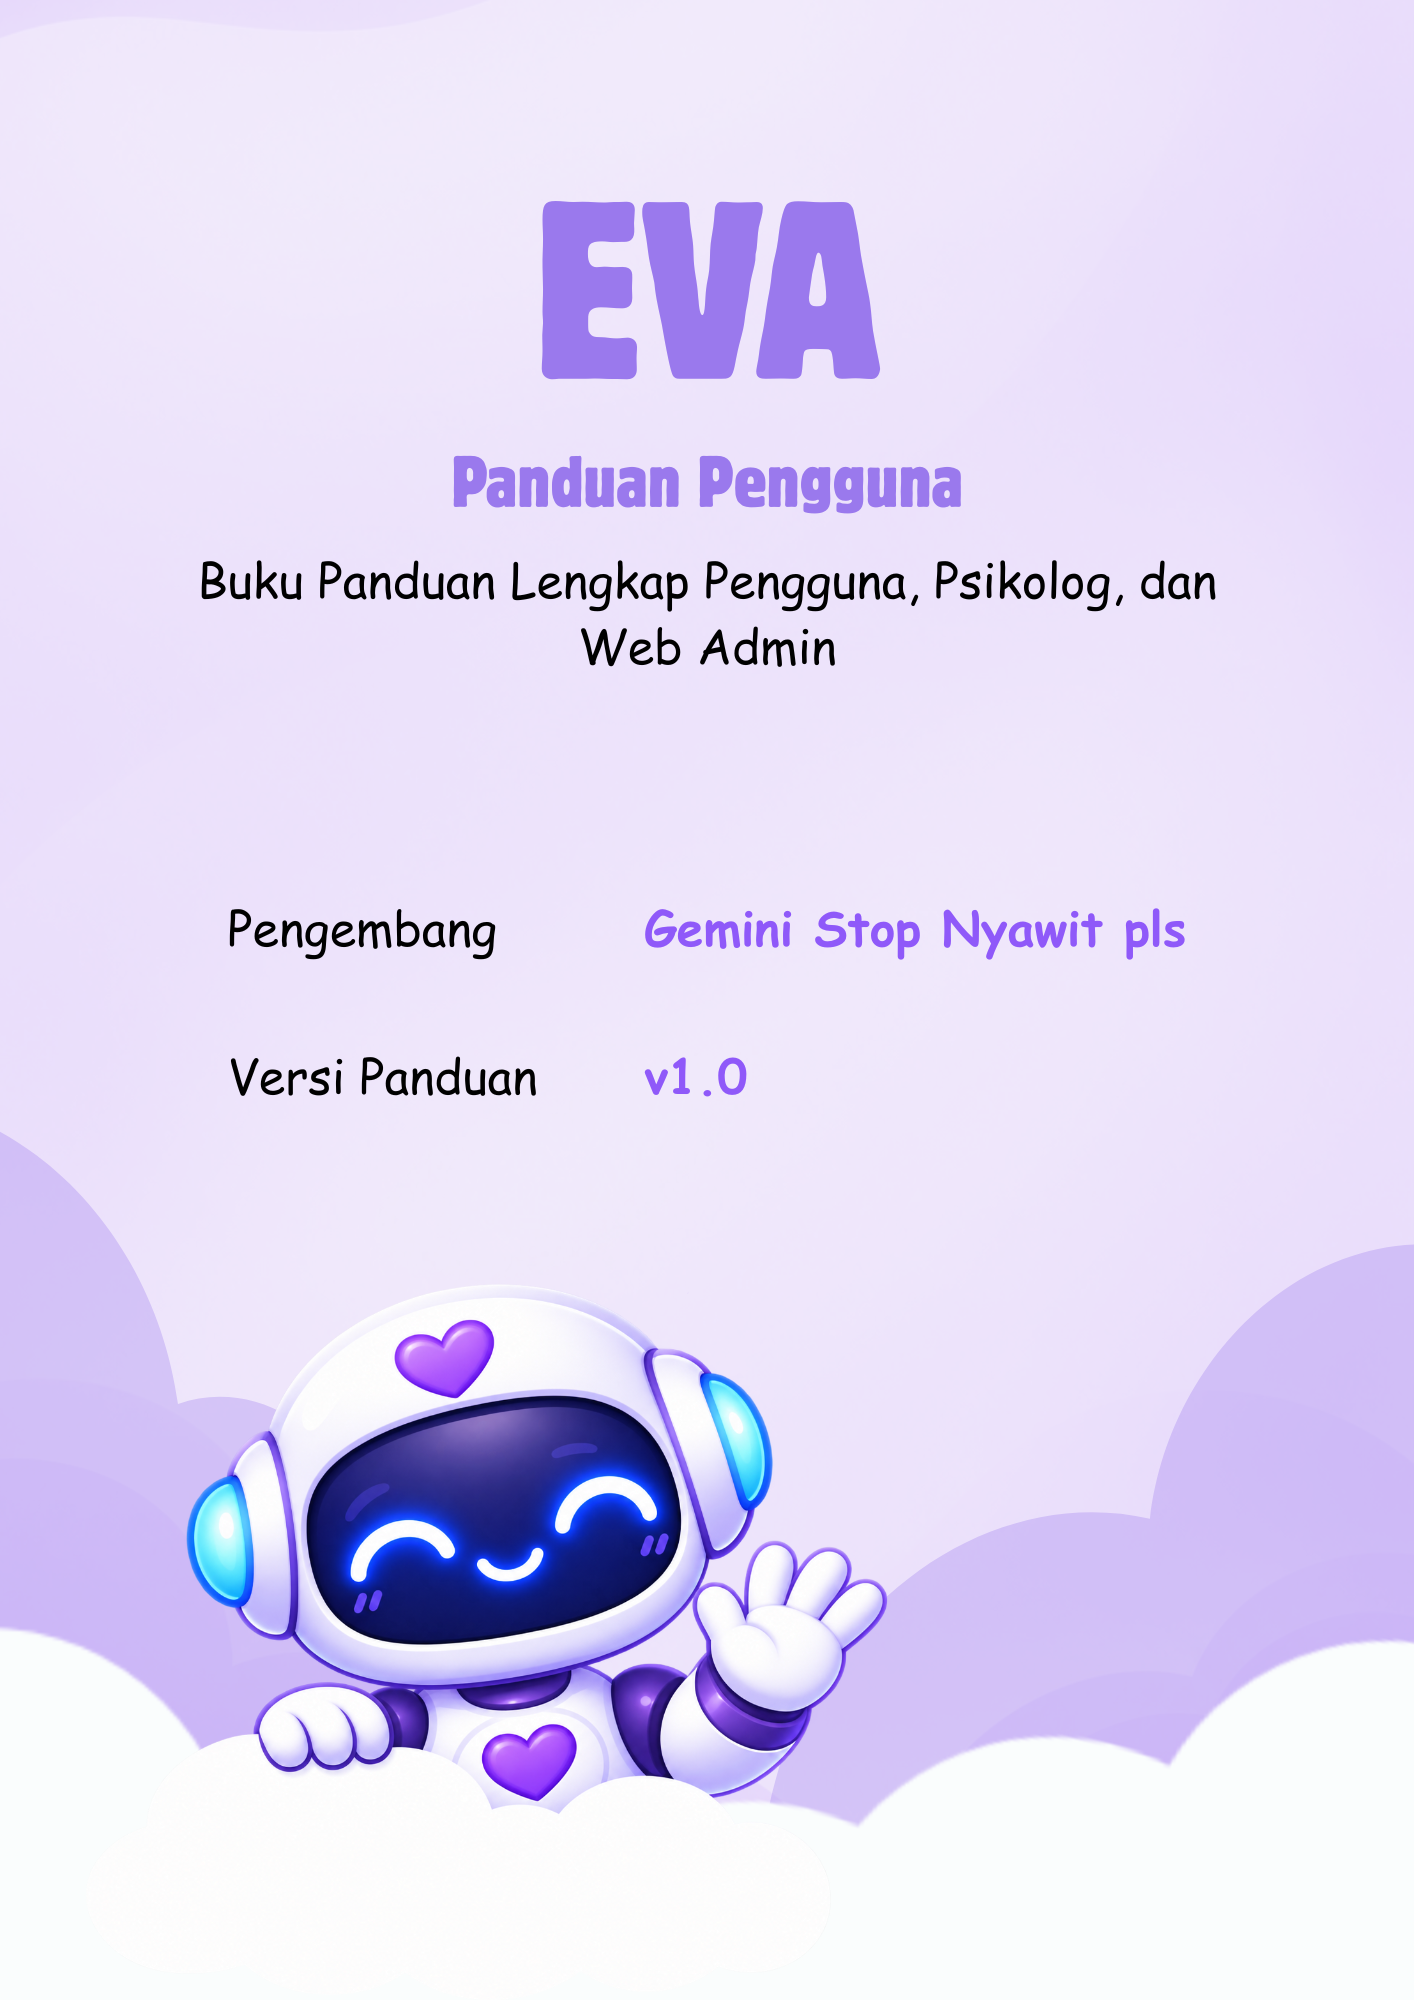 EVA
Panduan Pengguna
Buku Panduan Lengkap Pengguna, Psikolog, dan
Web Admin
Pengembang Gemini Stop Nyawit pls
Versi Panduan v1.0